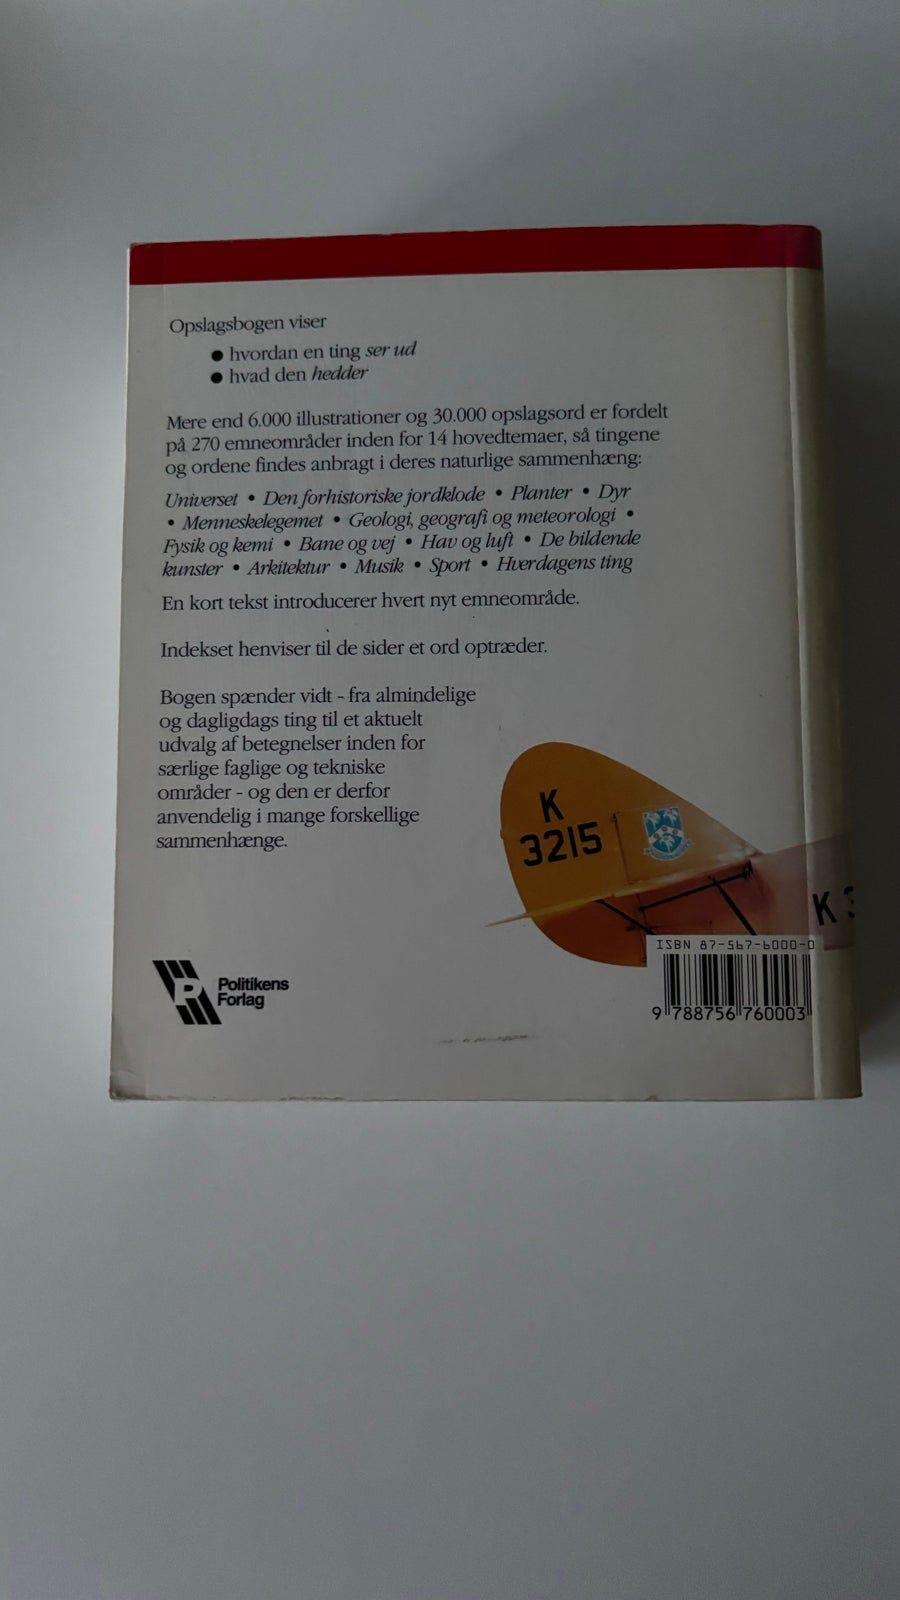 Opslagsbogen viser
● hvordan en ting ser ud
● hvad den hedder
Mere end 6.000 illustrationer og 30.000 opslagsord er fordelt
på 270 emneområder inden for 14 hovedtemaer, så tingene
og ordene findes anbragt i deres naturlige sammenhæng:
Universet • Den forhistoriske jordklode • Planter • Dyr
• Menneskelegemet • Geologi, geografi og meteorologi •
Fysik og kemi • Bane og vej • Hav og luft • De bildende
kunster • Arkitektur • Musik • Sport • Hverdagens ting
En kort tekst introducerer hvert nyt emneområde.
Indekset henviser til de sider et ord optræder.
Bogen spænder vidt - fra almindelige
og dagligdags ting til et aktuelt
udvalg af betegnelser inden for
særlige faglige og tekniske
områder - og den er derfor
anvendelig i mange forskellige
sammenhænge.
K
3215
K 3
ISBN 87-567-6000-0
9 788756 760003
P
Politikens
Forlag